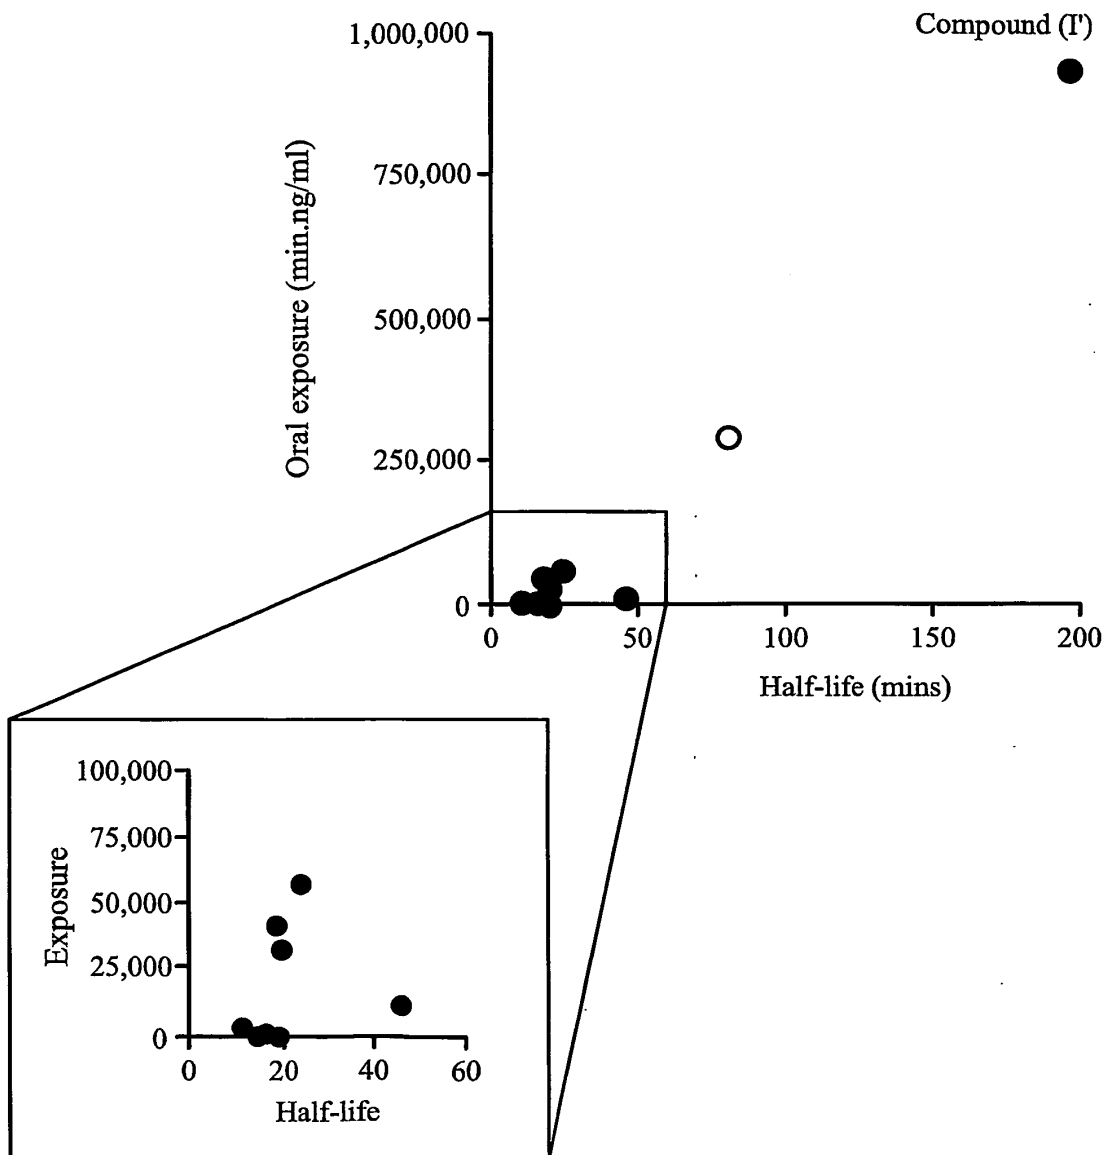 Compound (I')
1,000,000
750,000
500,000
250,000
0
Oral exposure (min.ng/ml)
0 50 100 150 200
Half-life (mins)
100,000
75,000
50,000
25,000
0
Exposure
0 20 40 60
Half-life